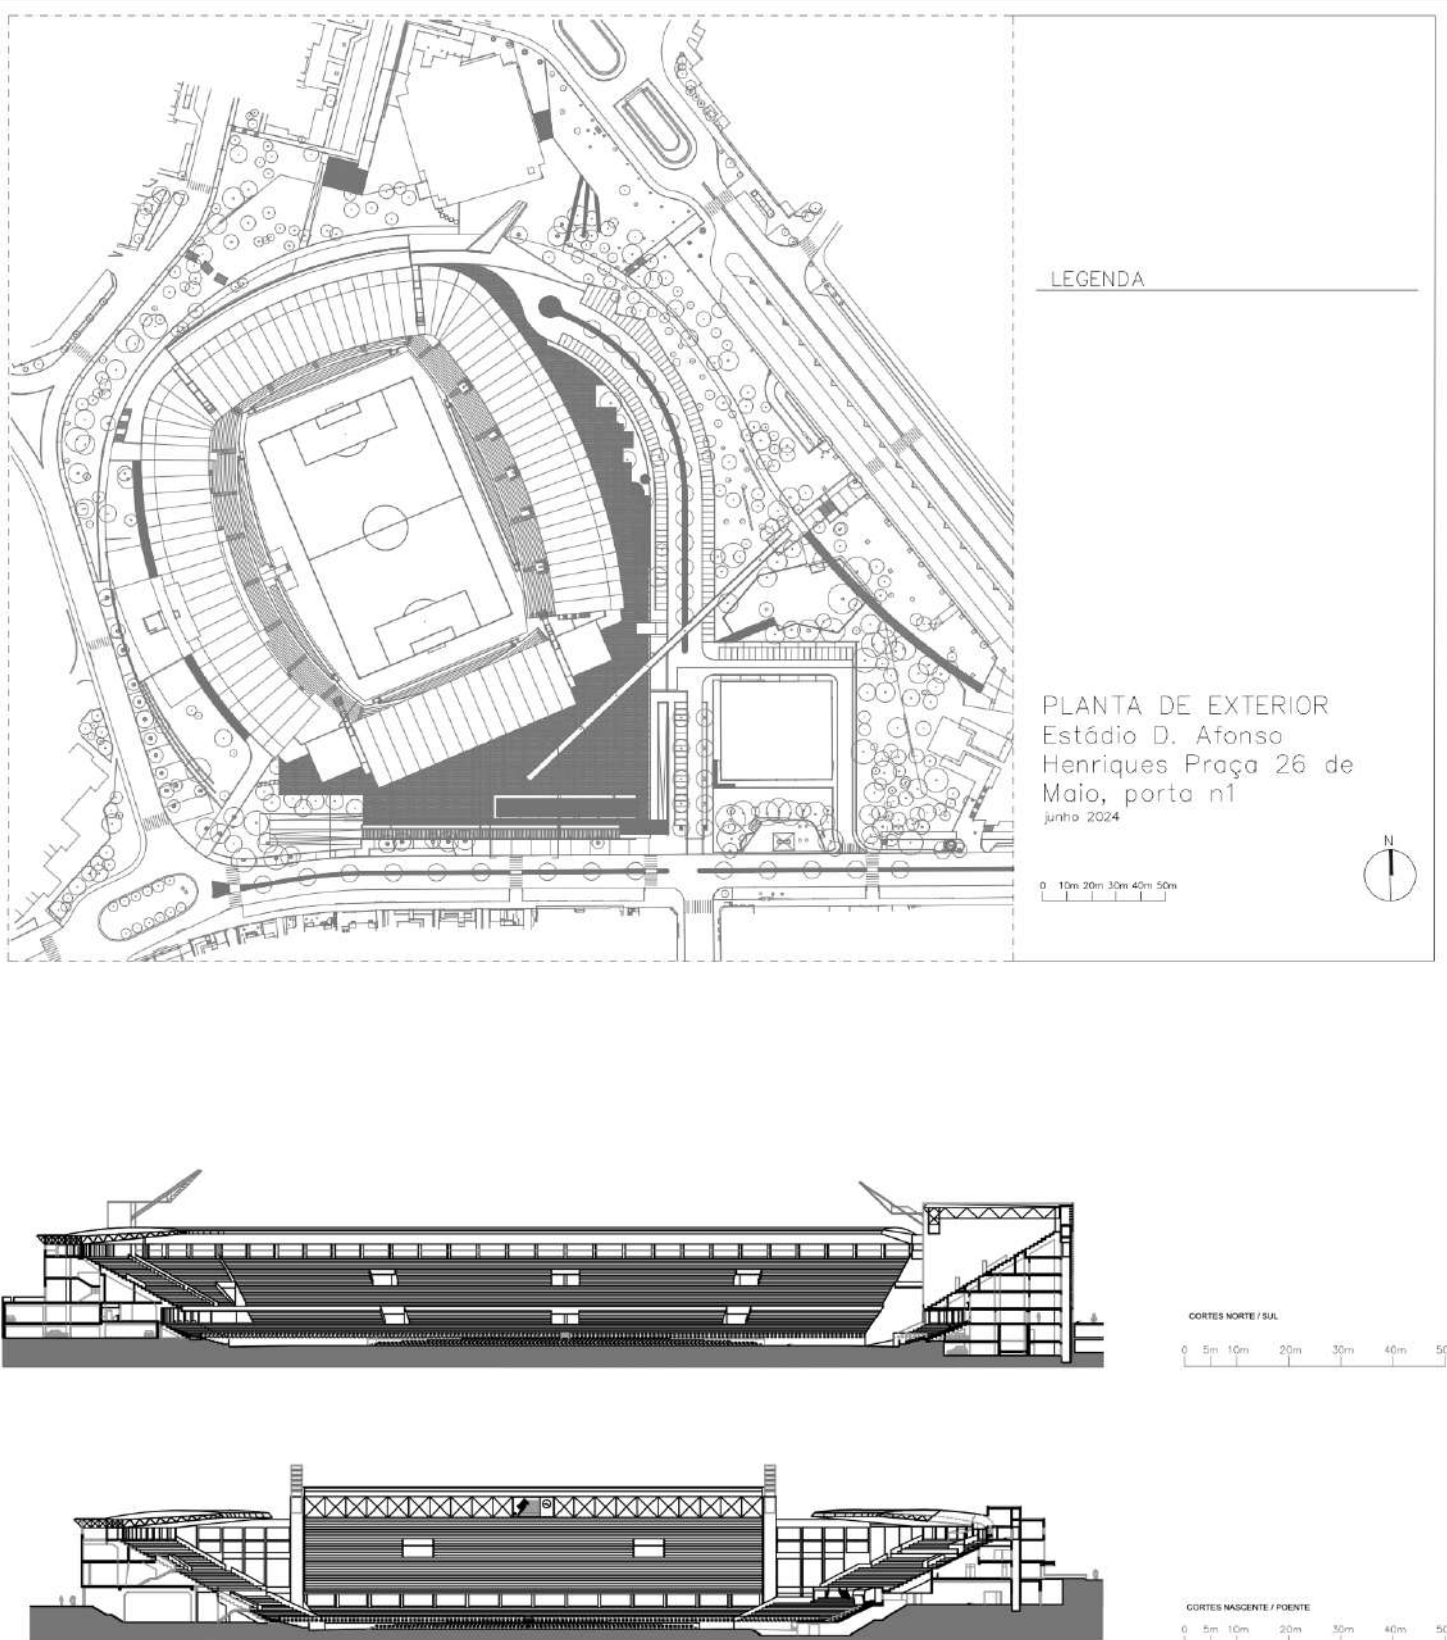 LEGENDA
PLANTA DE EXTERIOR
Estádio D. Afonso
Henriques Praça 26 de
Maio, porta n1
junho 2024
N
0 10m 20m 30m 40m 50m
CORTES NORTE / SUL
0 5m 10m 20m 30m 40m 50
CORTES NASCENTE / POENTE
0 5m 10m 20m 30m 40m 50